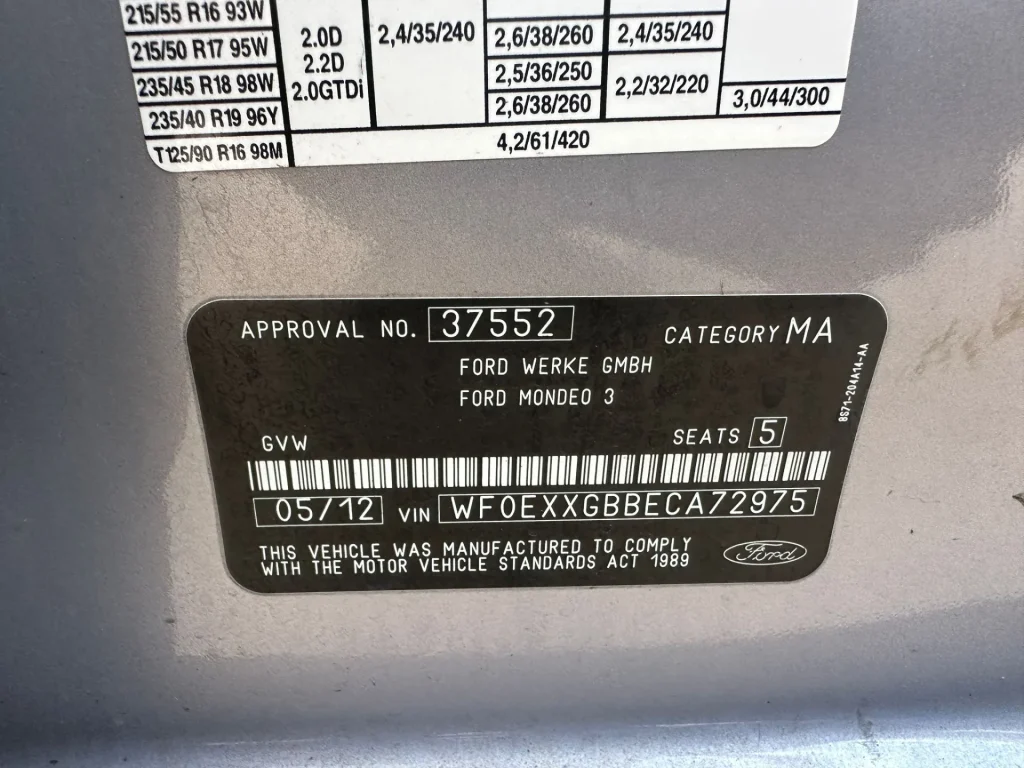 215/55 R16 93W
215/50 R17 95W
235/45 R18 98W
235/40 R19 96Y
T125/90 R16 98M
2.0D
2.2D
2.0GTDi
2,4/35/240
2,6/38/260
2,5/36/250
2,6/38/260
2,4/35/240
2,2/32/220
3,0/44/300
4,2/61/420
APPROVAL NO. 37552
CATEGORY MA
FORD WERKE GMBH
FORD MONDEO 3
8S71-204A14-AA
GVW
SEATS 5
05/12 VIN WF0EXXGBBECA72975
THIS VEHICLE WAS MANUFACTURED TO COMPLY
WITH THE MOTOR VEHICLE STANDARDS ACT 1989
Ford